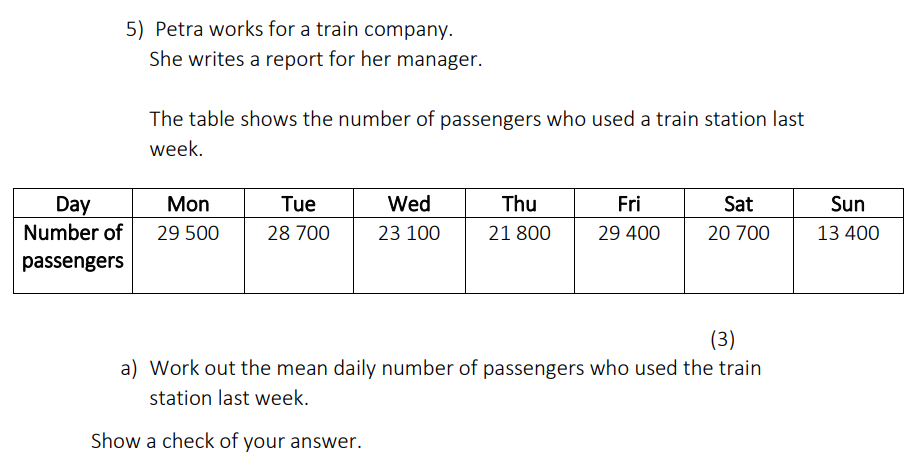 5) Petra works for a train company.
She writes a report for her manager.
The table shows the number of passengers who used a train station last
week.
Day Mon Tue Wed Thu Fri Sat Sun
Number of 29 500 28 700 23 100 21 800 29 400 20 700 13 400
passengers
(3)
a) Work out the mean daily number of passengers who used the train
station last week.
Show a check of your answer.